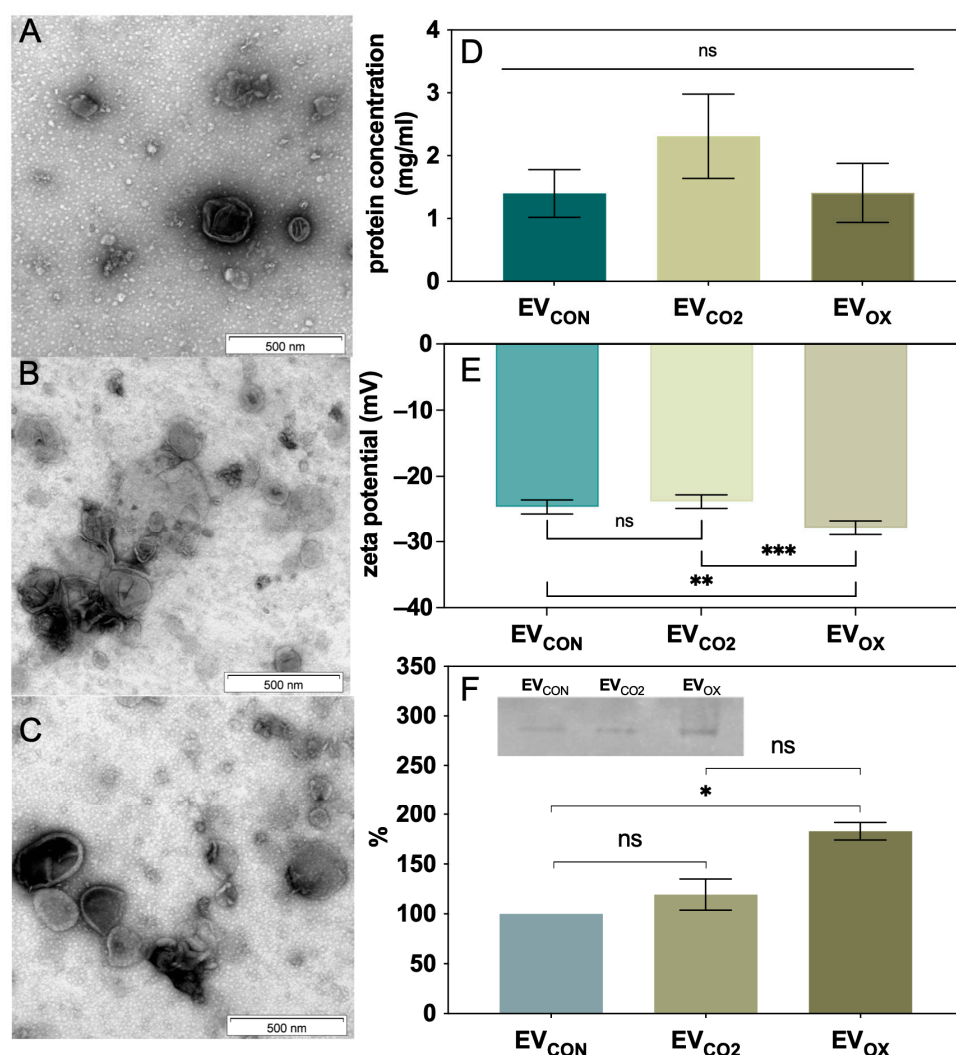 A
500 nm
B
500 nm
C
500 nm
D
protein concentration
(mg/ml)
4
3
2
1
0
ns
EVCON
EVCO2
EVOX
E
zeta potential (mV)
0
–10
–20
–30
–40
ns
***
**
EVCON
EVCO2
EVOX
F
%
350
300
250
200
150
100
50
0
EVCON EVCO2 EVOX
ns
*
ns
EVCON
EVCO2
EVOX